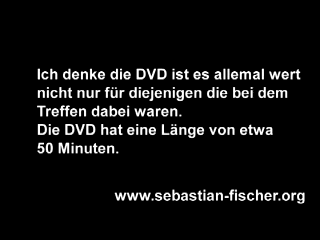 Ich denke die DVD ist es allemal wert
nicht nur für diejenigen die bei dem
Treffen dabei waren.
Die DVD hat eine Länge von etwa
50 Minuten.
www.sebastian-fischer.org